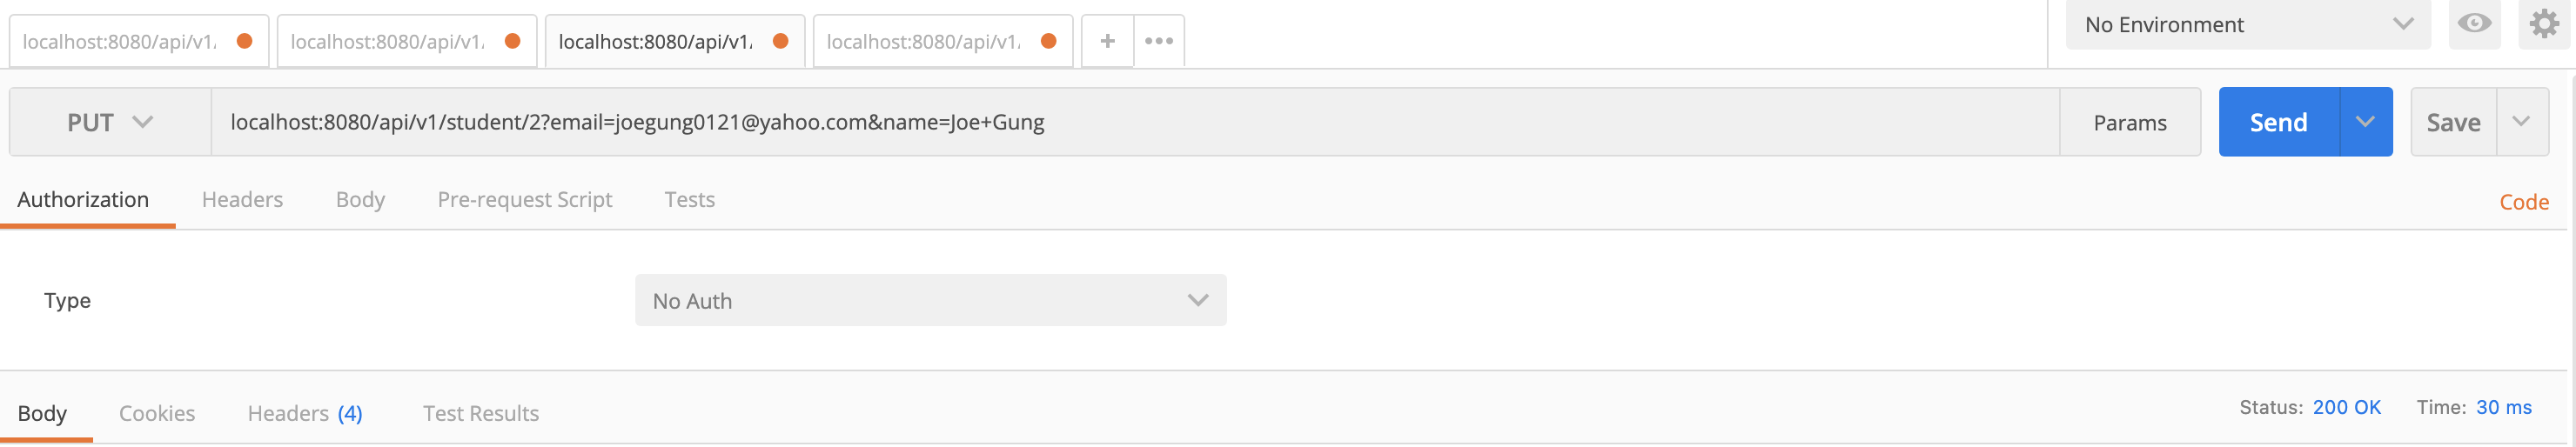 localhost:8080/api/v1/ localhost:8080/api/v1/ localhost:8080/api/v1/ localhost:8080/api/v1/ + ••• No Environment
PUT localhost:8080/api/v1/student/2?email=joegung0121@yahoo.com&name=Joe+Gung Params Send Save
Authorization Headers Body Pre-request Script Tests Code
Type No Auth
Body Cookies Headers (4) Test Results Status: 200 OK Time: 30 ms